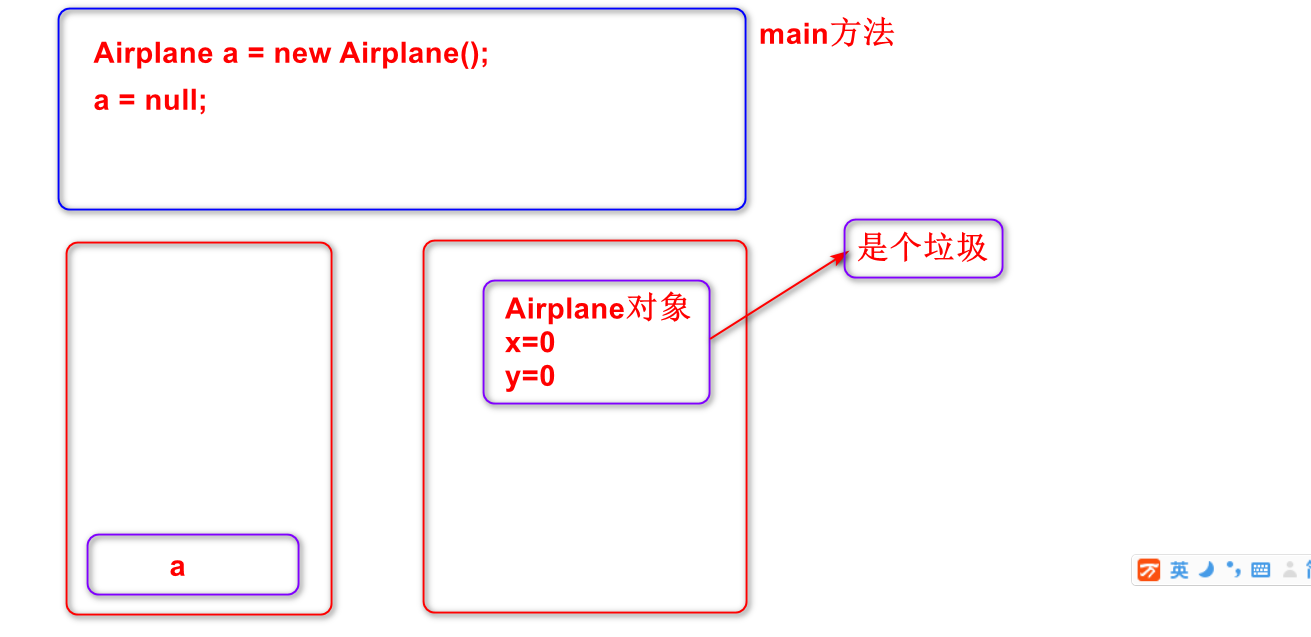 Airplane a = new Airplane();
a = null;
main方法
是个垃圾
Airplane对象
x=0
y=0
a
英